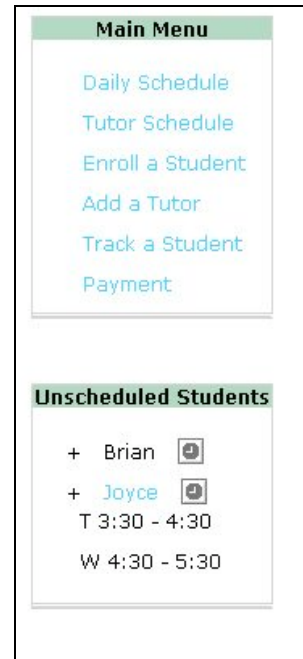 Main Menu
Daily Schedule
Tutor Schedule
Enroll a Student
Add a Tutor
Track a Student
Payment
Unscheduled Students
+ Brian
+ Joyce
T 3:30 - 4:30
W 4:30 - 5:30